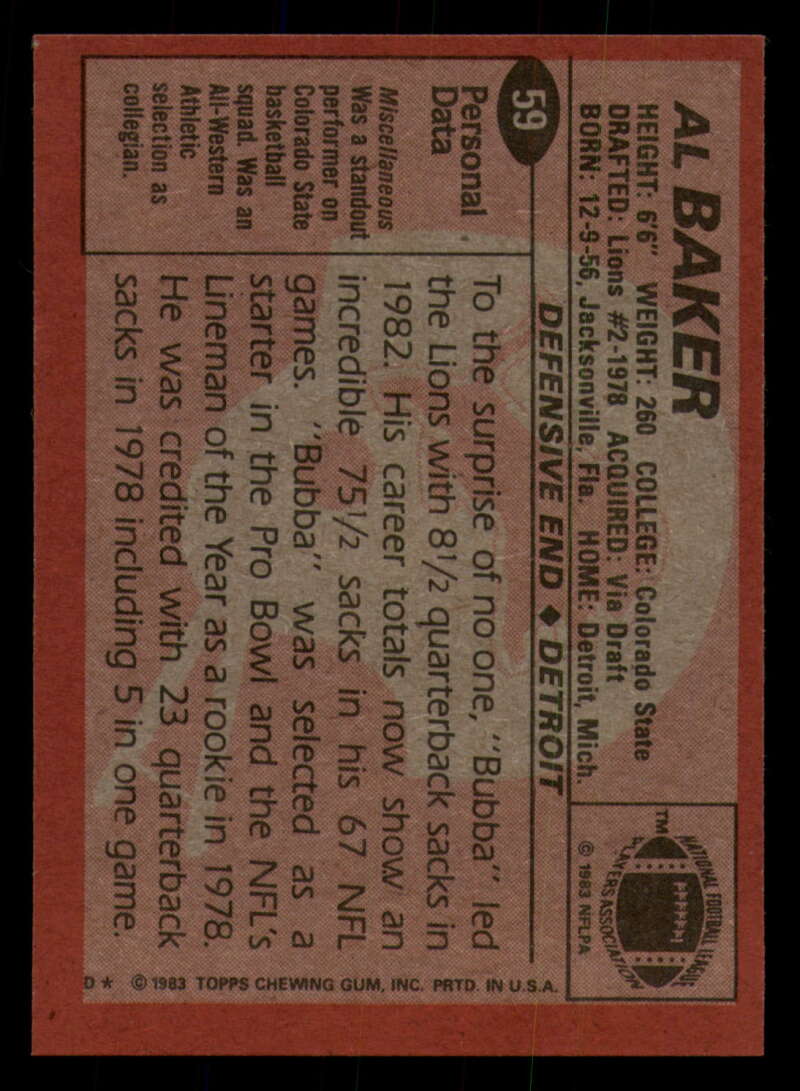 AL BAKER
HEIGHT: 6'6" WEIGHT: 260 COLLEGE: Colorado State
DRAFTED: Lions #2-1978 ACQUIRED: Via Draft
BORN: 12-9-56, Jacksonville, Fla. HOME: Detroit, Mich.
NATIONAL FOOTBALL LEAGUE
PLAYERS ASSOCIATION
TM
© 1983 NFLPA
59
DEFENSIVE END ◆ DETROIT
Personal
Data
Miscellaneous
Was a standout
performer on
Colorado State
basketball
squad. Was an
All-Western
Athletic
selection as
collegian.
To the surprise of no one, "Bubba" led
the Lions with 8½ quarterback sacks in
1982. His career totals now show an
incredible 75½ sacks in his 67 NFL
games. "Bubba" was selected as a
starter in the Pro Bowl and the NFL's
Lineman of the Year as a rookie in 1978.
He was credited with 23 quarterback
sacks in 1978 including 5 in one game.
D★ © 1983 TOPPS CHEWING GUM, INC. PRTD. IN U.S.A.